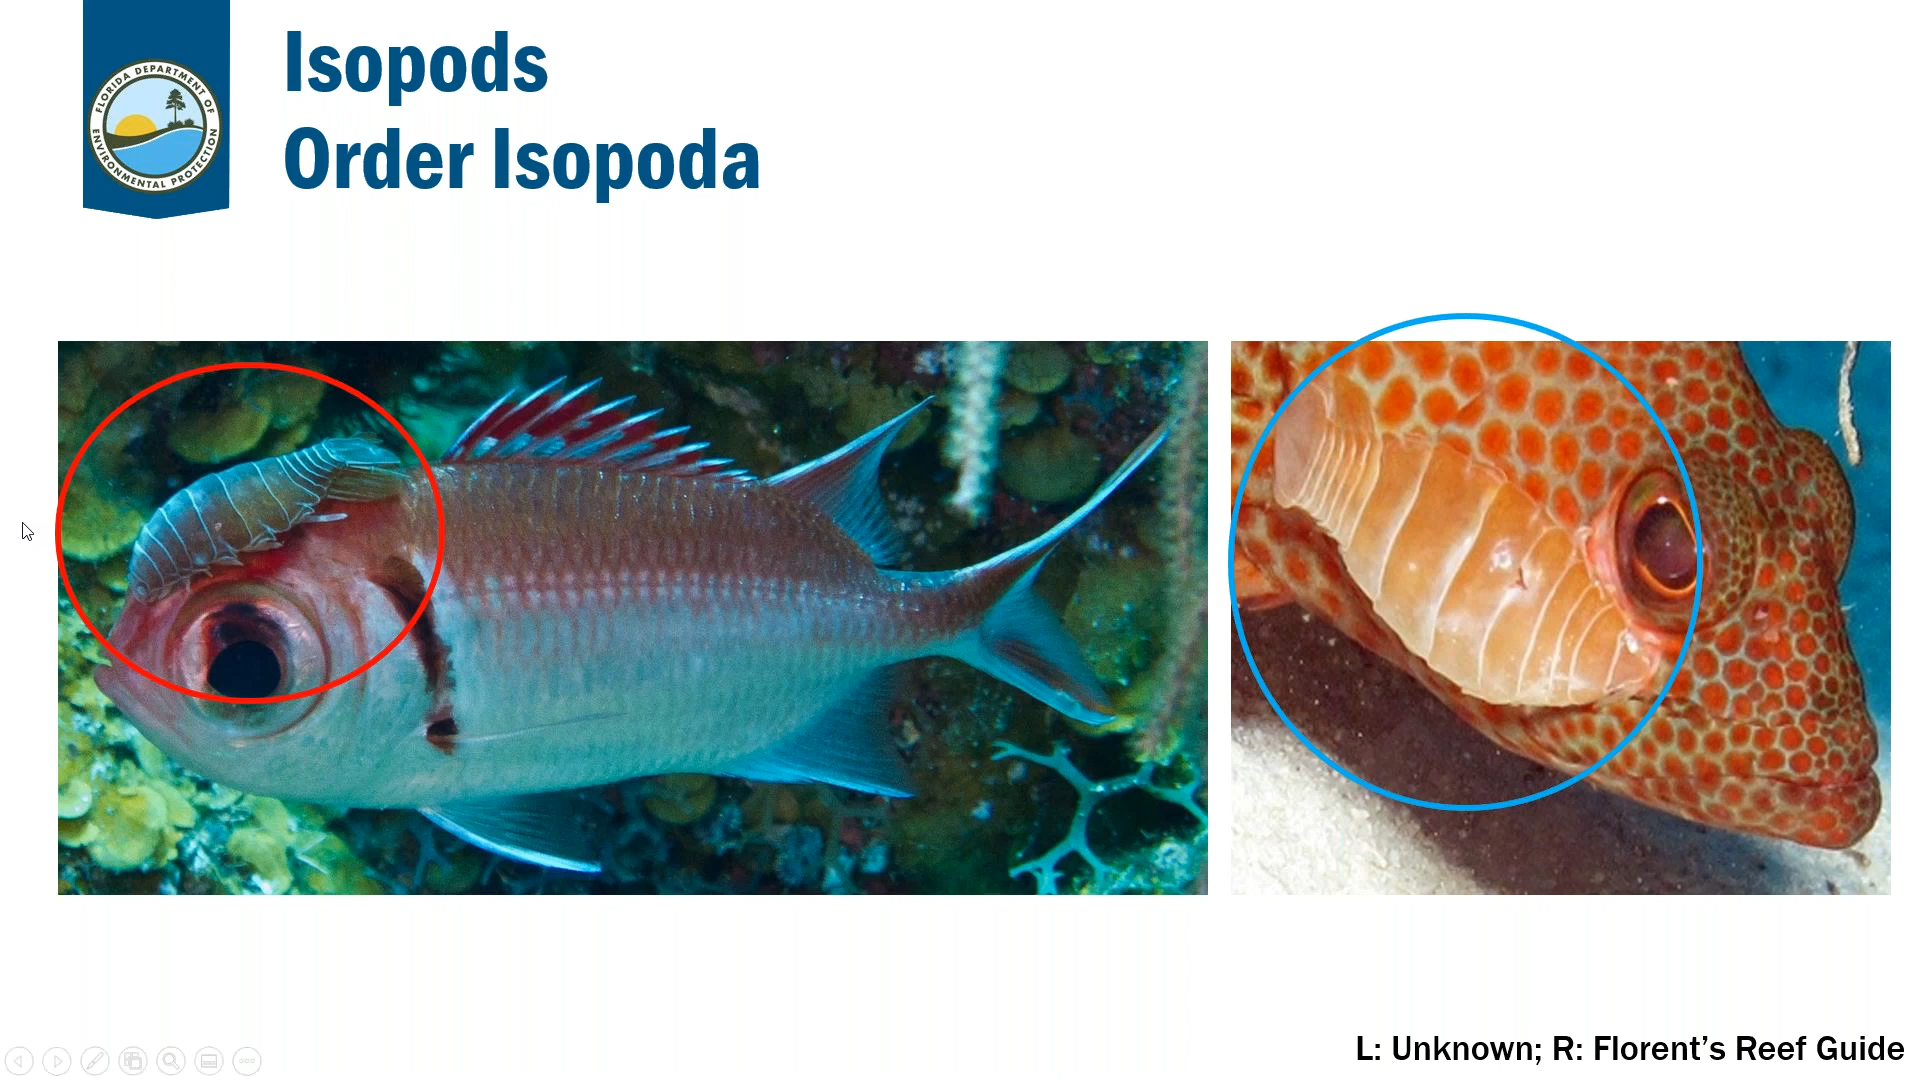 FLORIDA DEPARTMENT OF
ENVIRONMENTAL PROTECTION
Isopods
Order Isopoda
L: Unknown; R: Florent's Reef Guide